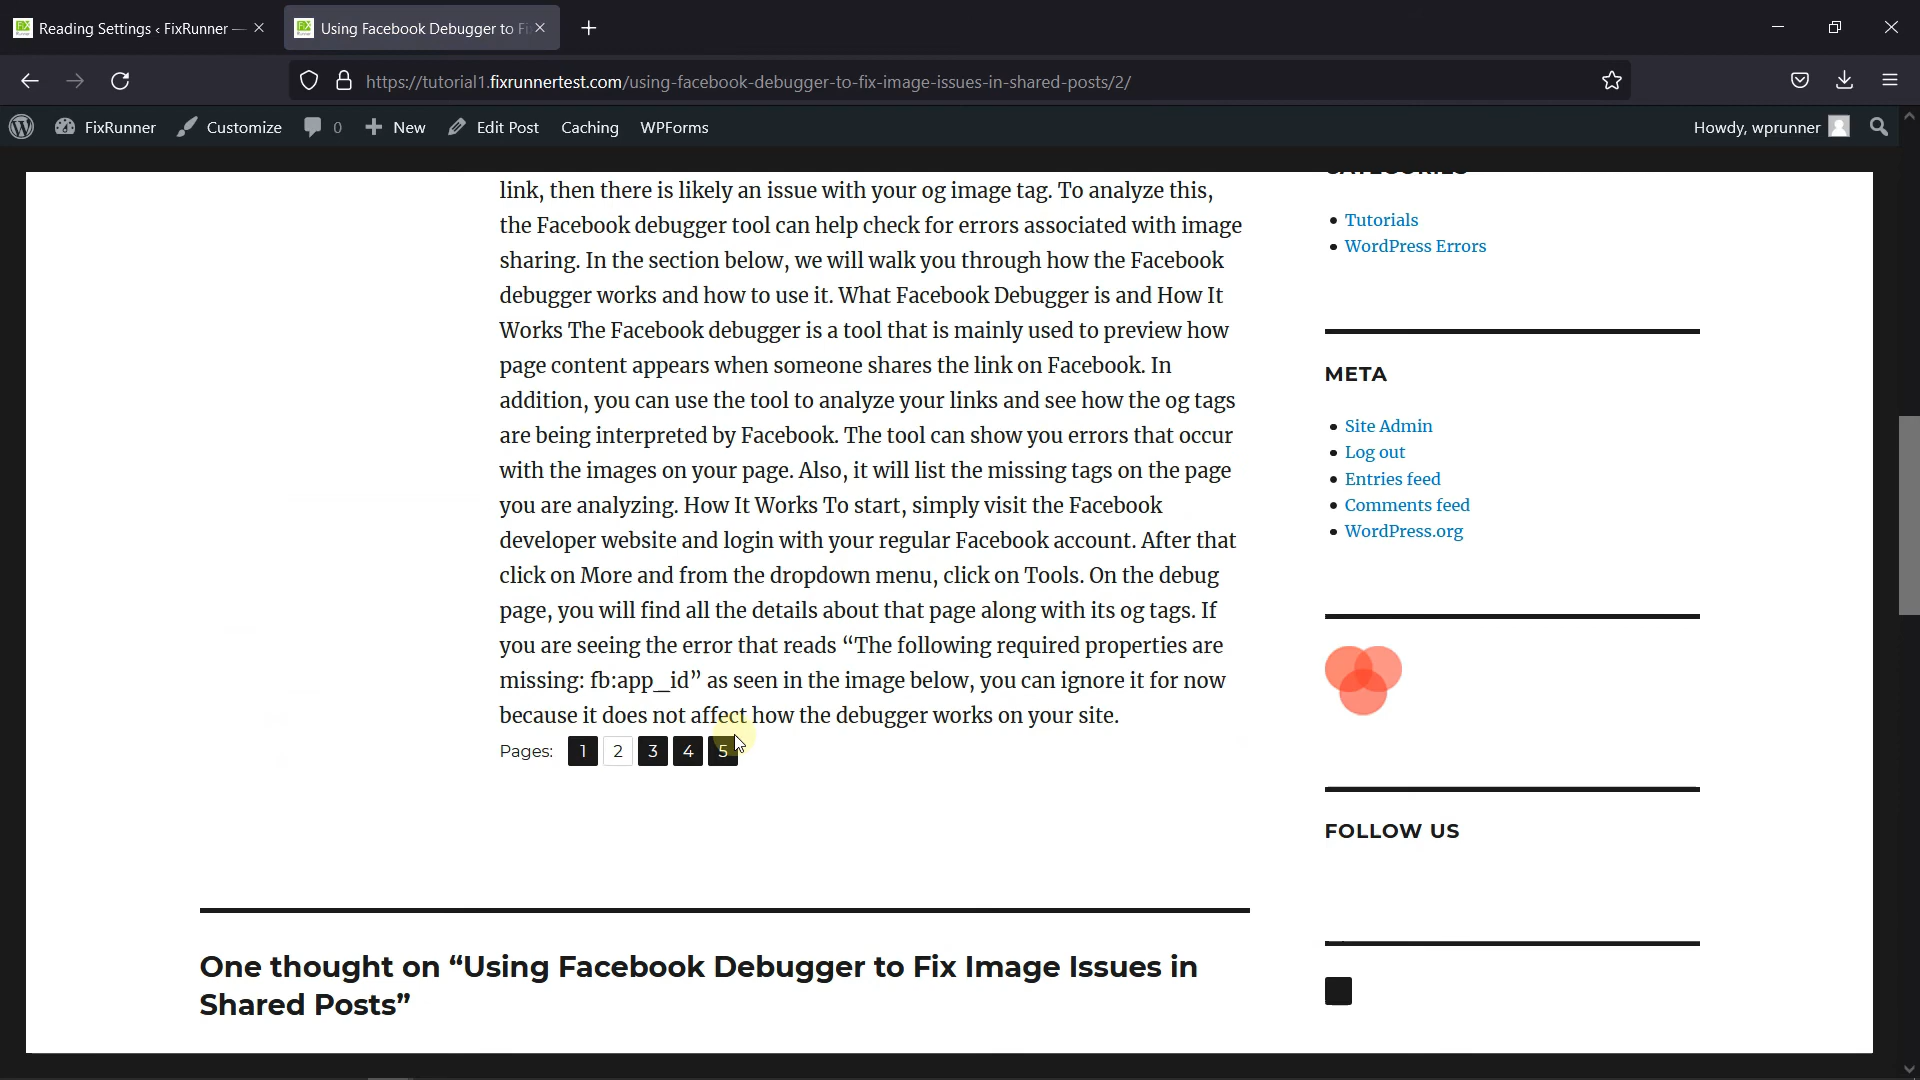 Reading Settings ‹ FixRunner —
Using Facebook Debugger to Fi
https://tutorial1.fixrunnertest.com/using-facebook-debugger-to-fix-image-issues-in-shared-posts/2/
FixRunner
Customize
0
New
Edit Post
Caching
WPForms
Howdy, wprunner
link, then there is likely an issue with your og image tag. To analyze this,
the Facebook debugger tool can help check for errors associated with image
sharing. In the section below, we will walk you through how the Facebook
debugger works and how to use it. What Facebook Debugger is and How It
Works The Facebook debugger is a tool that is mainly used to preview how
page content appears when someone shares the link on Facebook. In
addition, you can use the tool to analyze your links and see how the og tags
are being interpreted by Facebook. The tool can show you errors that occur
with the images on your page. Also, it will list the missing tags on the page
you are analyzing. How It Works To start, simply visit the Facebook
developer website and login with your regular Facebook account. After that
click on More and from the dropdown menu, click on Tools. On the debug
page, you will find all the details about that page along with its og tags. If
you are seeing the error that reads “The following required properties are
missing: fb:app_id” as seen in the image below, you can ignore it for now
because it does not affect how the debugger works on your site.
Pages: 1 2 3 4 5
One thought on “Using Facebook Debugger to Fix Image Issues in
Shared Posts”
CATEGORIES
Tutorials
WordPress Errors
META
Site Admin
Log out
Entries feed
Comments feed
WordPress.org
FOLLOW US